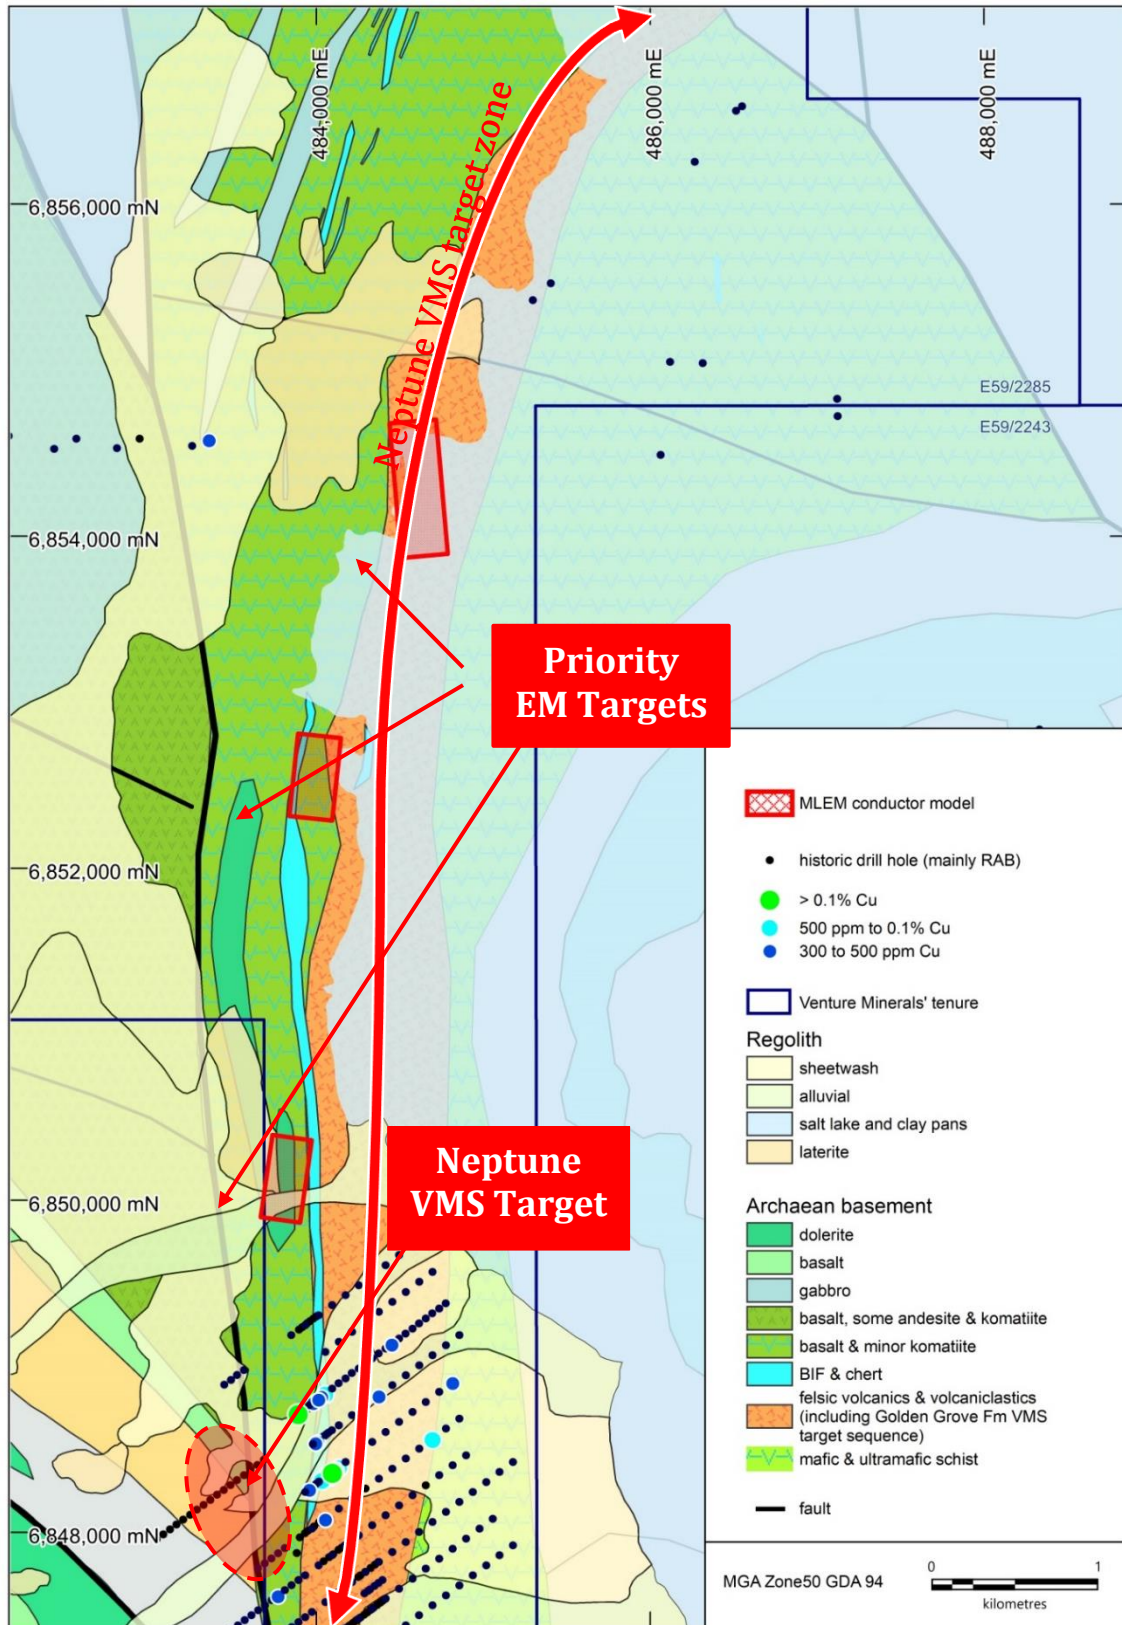 484,000 mE
486,000 mE
488,000 mE
Neptune VMS target zone
6,856,000 mN
E59/2285
E59/2243
6,854,000 mN
Priority
EM Targets
6,852,000 mN
Neptune
VMS Target
6,850,000 mN
6,848,000 mN
MLEM conductor model
historic drill hole (mainly RAB)
> 0.1% Cu
500 ppm to 0.1% Cu
300 to 500 ppm Cu
Venture Minerals' tenure
Regolith
sheetwash
alluvial
salt lake and clay pans
laterite
Archaean basement
dolerite
basalt
gabbro
basalt, some andesite & komatiite
basalt & minor komatiite
BIF & chert
felsic volcanics & volcaniclastics
(including Golden Grove Fm VMS
target sequence)
mafic & ultramafic schist
fault
MGA Zone50 GDA 94
0 1
kilometres